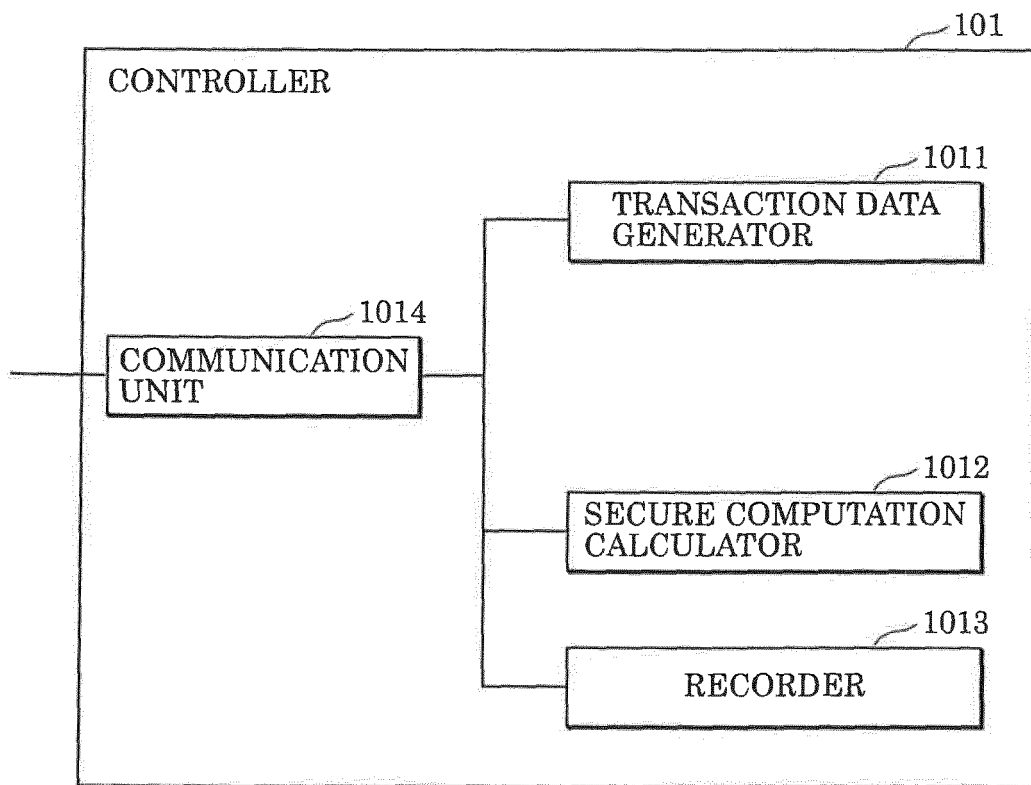 101
CONTROLLER
1011
TRANSACTION DATA
GENERATOR
1014
COMMUNICATION
UNIT
1012
SECURE COMPUTATION
CALCULATOR
1013
RECORDER